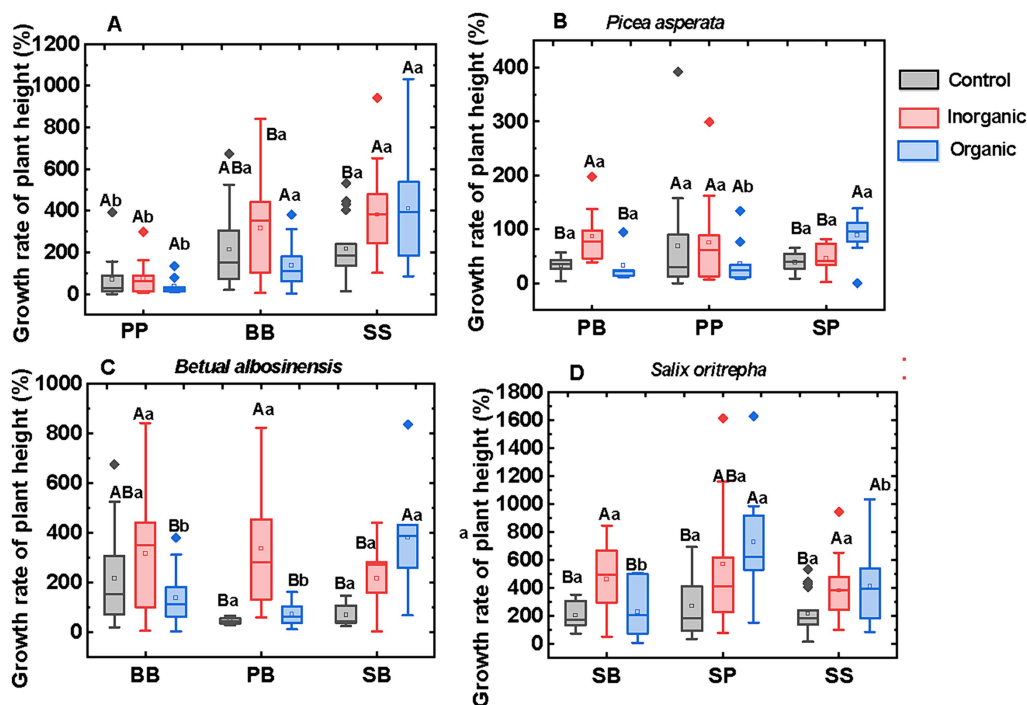 A
Growth rate of plant height (%)
1200
1000
800
600
400
200
0
Ab
Ab
Ab
ABa
Ba
Aa
Ba
Aa
Aa
PP
BB
SS
B
Picea asperata
Growth rate of plant height (%)
400
300
200
100
0
Aa
Ba
Ba
Aa
Aa
Ab
Ba
Ba
Aa
PB
PP
SP
Control
Inorganic
Organic
C
Betual albosinensis
Growth rate of plant height (%)
1000
800
600
400
200
0
ABa
Aa
Bb
Ba
Aa
Bb
Ba
Ba
Aa
BB
PB
SB
D
Salix oritrepha
Growth rate of plant height (%)
a
1800
1600
1400
1200
1000
800
600
400
200
0
Ba
Aa
Bb
Ba
ABa
Aa
Ba
Aa
Ab
SB
SP
SS